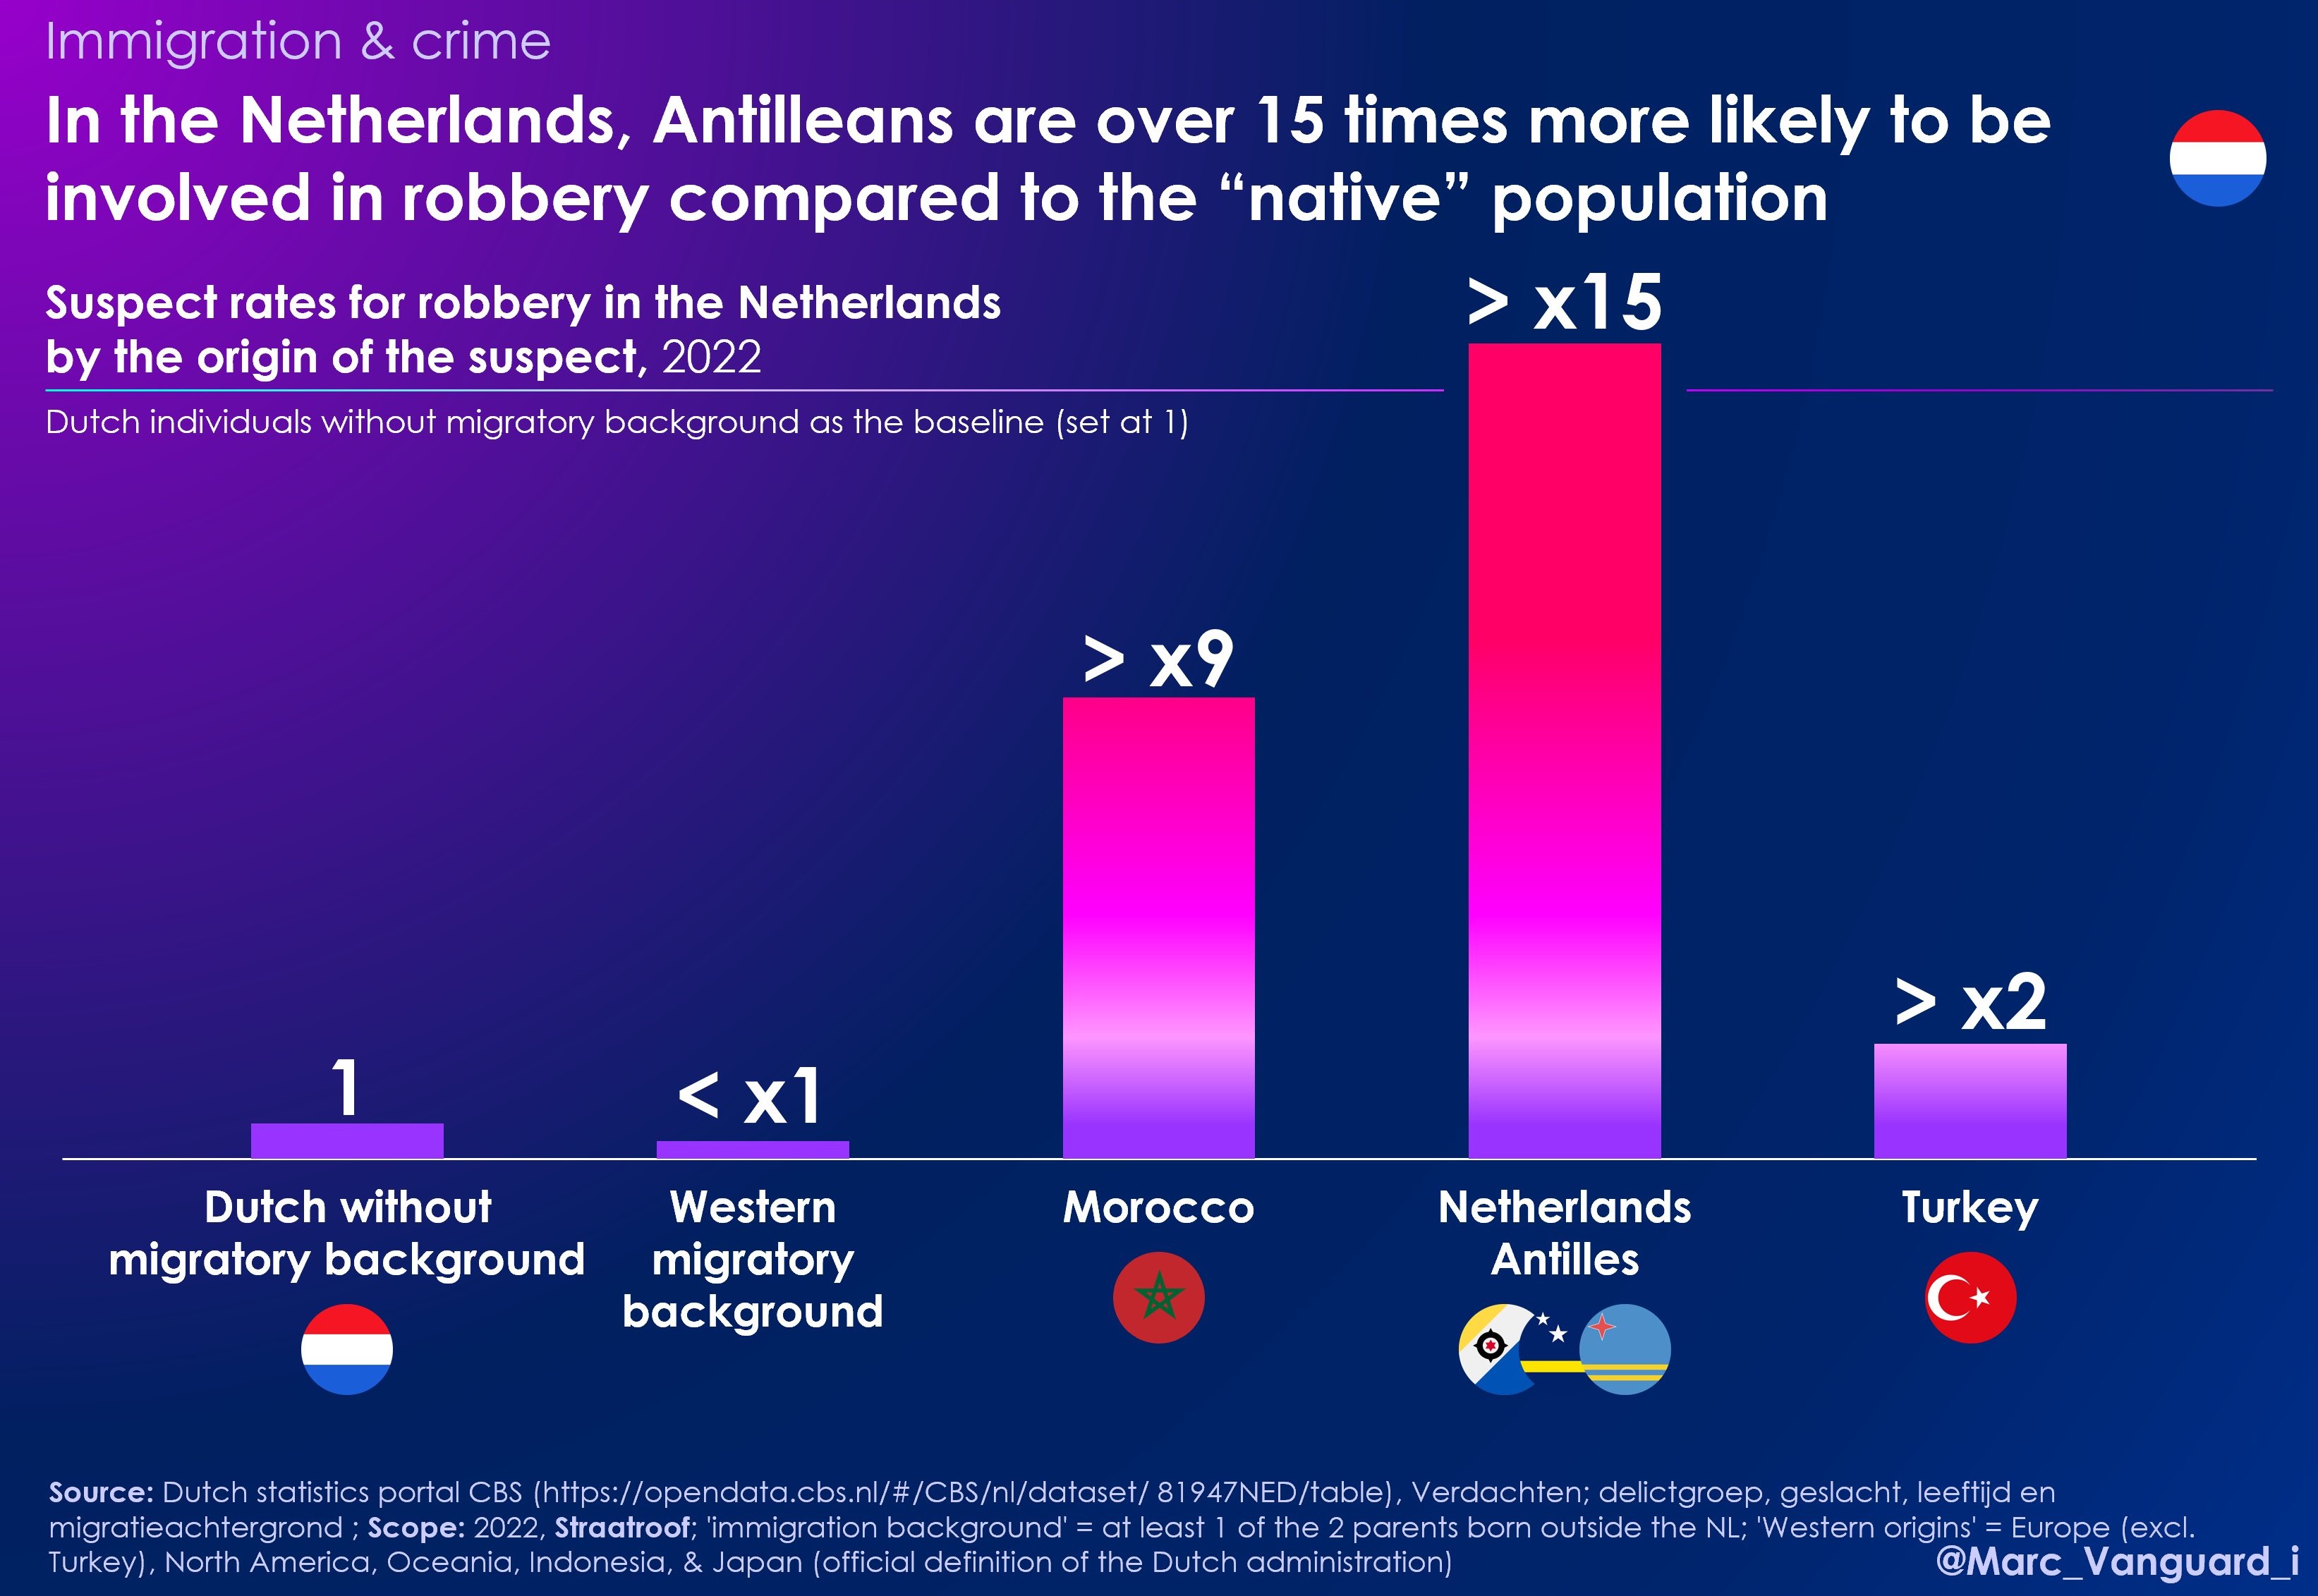 Immigration & crime
In the Netherlands, Antilleans are over 15 times more likely to be
involved in robbery compared to the “native” population
Suspect rates for robbery in the Netherlands
by the origin of the suspect, 2022
Dutch individuals without migratory background as the baseline (set at 1)
1
< x1
> x9
> x15
> x2
Dutch without
migratory background
Western
migratory
background
Morocco
Netherlands
Antilles
Turkey
Source: Dutch statistics portal CBS (https://opendata.cbs.nl/#/CBS/nl/dataset/ 81947NED/table), Verdachten; delictgroep, geslacht, leeftijd en
migratieachtergrond ; Scope: 2022, Straatroof; 'immigration background' = at least 1 of the 2 parents born outside the NL; 'Western origins' = Europe (excl.
Turkey), North America, Oceania, Indonesia, & Japan (official definition of the Dutch administration)
@Marc_Vanguard_i